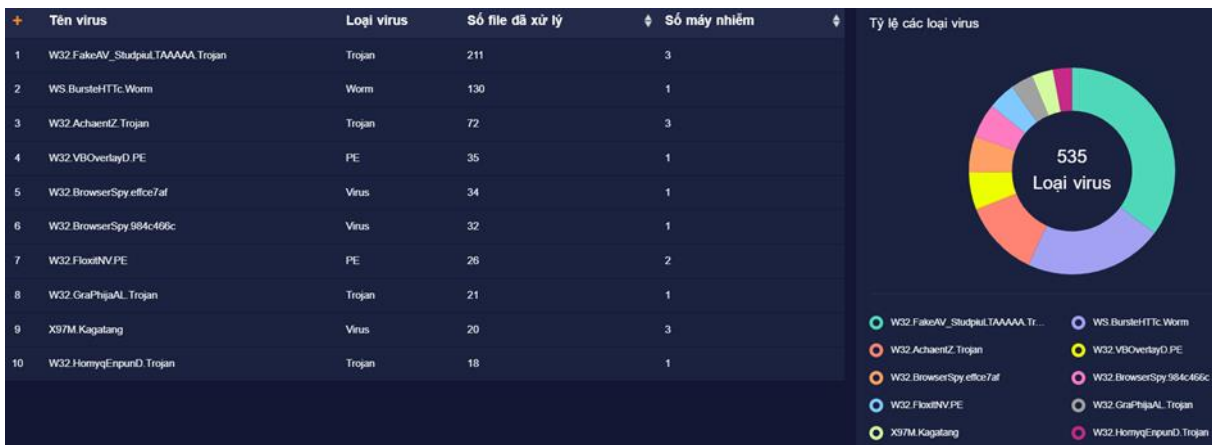 + Tên virus Loại virus Số file đã xử lý Số máy nhiễm
1 W32.FakeAV_StudpiuLTAAAAA.Trojan Trojan 211 3
2 WS.BursteHTTc.Worm Worm 130 1
3 W32.AchaentZ.Trojan Trojan 72 3
4 W32.VBOverlayD.PE PE 35 1
5 W32.BrowserSpy.effce7af Virus 34 1
6 W32.BrowserSpy.984c466c Virus 32 1
7 W32.FloxitNV.PE PE 26 2
8 W32.GraPhijaAL.Trojan Trojan 21 1
9 X97M.Kagatang Virus 20 3
10 W32.HomyqEnpunD.Trojan Trojan 18 1
Tỷ lệ các loại virus
535
Loại virus
W32.FakeAV_StudpiuLTAAAAA.Tr... WS.BursteHTTc.Worm
W32.AchaentZ.Trojan W32.VBOverlayD.PE
W32.BrowserSpy.effce7af W32.BrowserSpy.984c466c
W32.FloxitNV.PE W32.GraPhijaAL.Trojan
X97M.Kagatang W32.HomyqEnpunD.Trojan